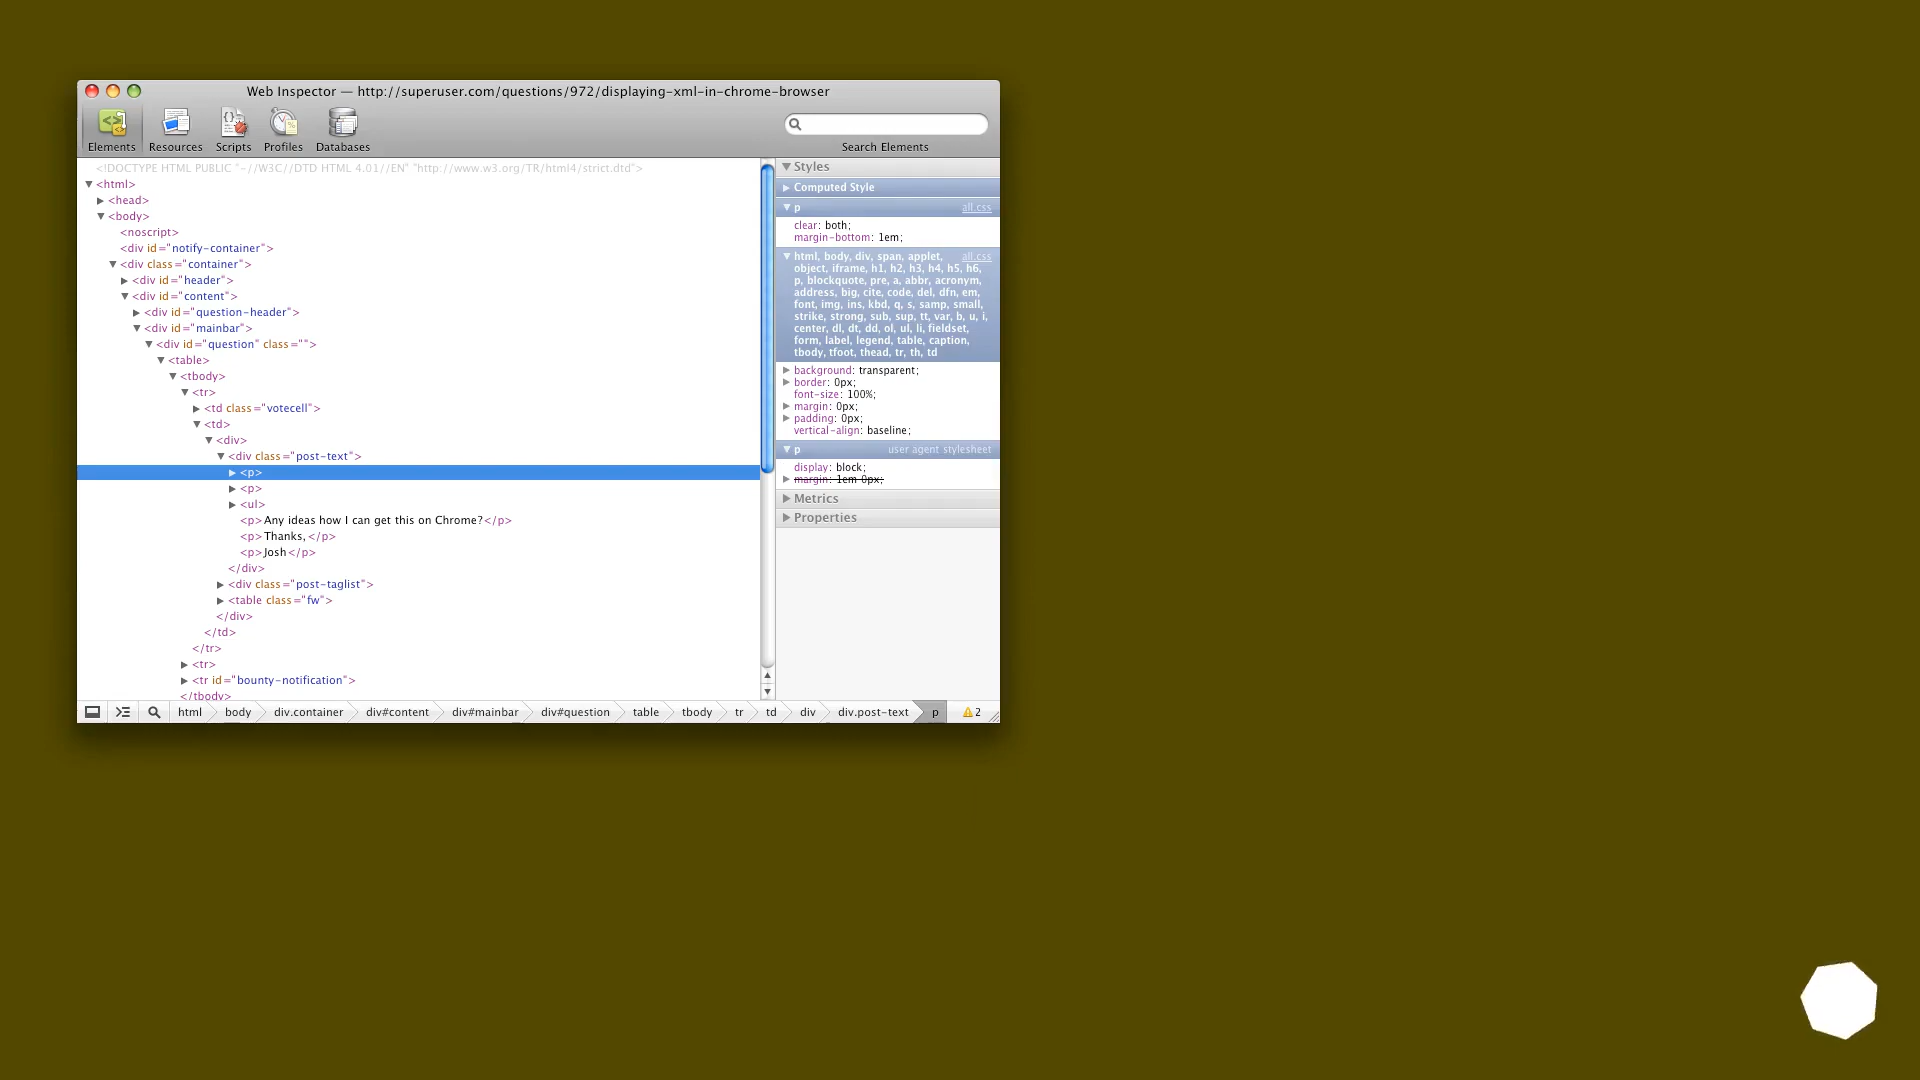 Web Inspector — http://superuser.com/questions/972/displaying-xml-in-chrome-browser
Elements Resources Scripts Profiles Databases Search Elements
<!DOCTYPE HTML PUBLIC "-//W3C//DTD HTML 4.01//EN" "http://www.w3.org/TR/html4/strict.dtd">
<html>
<head>
<body>
<noscript>
<div id="notify-container">
<div class="container">
<div id="header">
<div id="content">
<div id="question-header">
<div id="mainbar">
<div id="question" class="">
<table>
<tbody>
<tr>
<td class="votecell">
<td>
<div>
<div class="post-text">
<p>
<p>
<ul>
<p>Any ideas how I can get this on Chrome?</p>
<p>Thanks, </p>
<p>Josh</p>
</div>
<div class="post-taglist">
<table class="fw">
</div>
</td>
</tr>
<tr>
<tr id="bounty-notification">
</tbody>
Styles
Computed Style
p all.css
clear: both;
margin-bottom: 1em;
html, body, div, span, applet, all.css
object, iframe, h1, h2, h3, h4, h5, h6,
p, blockquote, pre, a, abbr, acronym,
address, big, cite, code, del, dfn, em,
font, img, ins, kbd, q, s, samp, small,
strike, strong, sub, sup, tt, var, b, u, i,
center, dl, dt, dd, ol, ul, li, fieldset,
form, label, legend, table, caption,
tbody, tfoot, thead, tr, th, td
background: transparent;
border: 0px;
font-size: 100%;
margin: 0px;
padding: 0px;
vertical-align: baseline;
p user agent stylesheet
display: block;
margin: 1em 0px;
Metrics
Properties
html body div.container div#content div#mainbar div#question table tbody tr td div div.post-text p 2